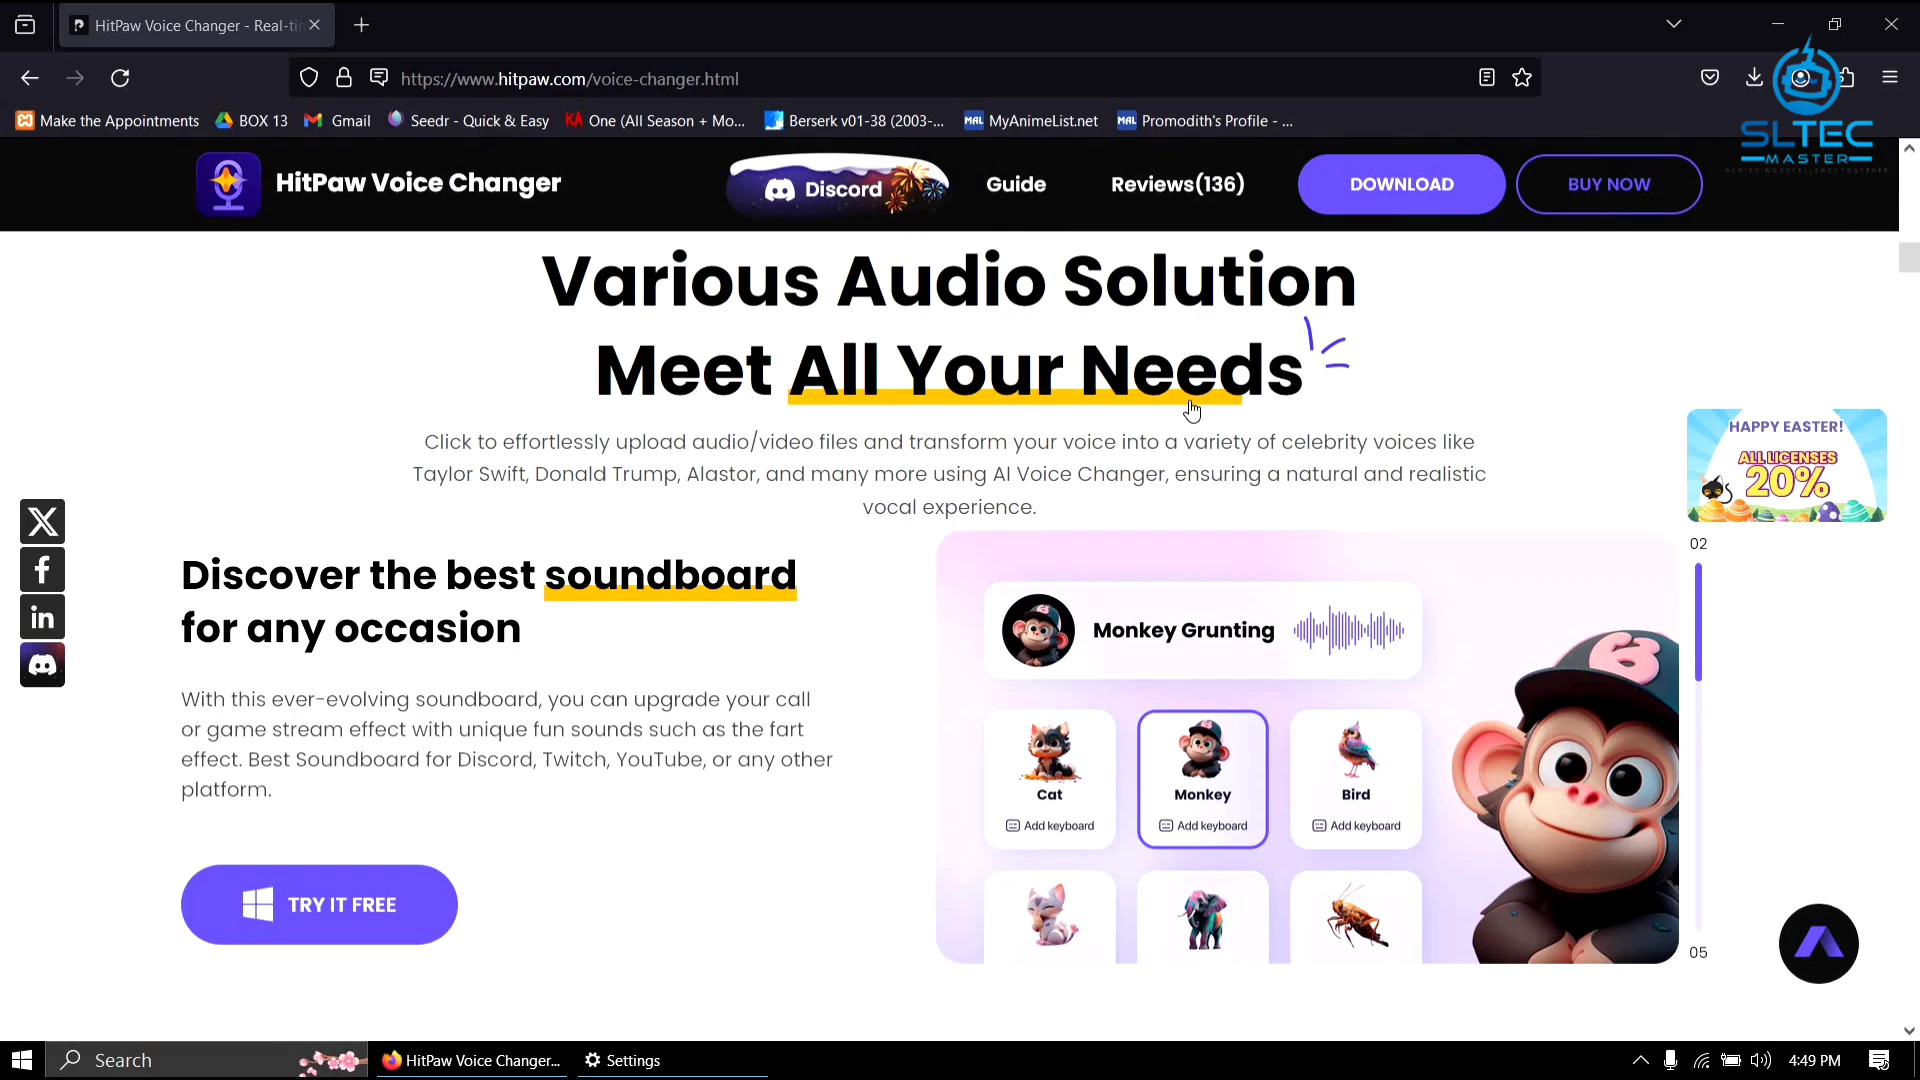 HitPaw Voice Changer - Real-tim
https://www.hitpaw.com/voice-changer.html
Make the Appointments
BOX 13
Gmail
Seedr - Quick & Easy
KA
One (All Season + Mo...
Berserk v01-38 (2003-...
MAL
MyAnimeList.net
MAL
Promodith's Profile - ...
SLTEC
MASTER
HitPaw Voice Changer
Discord
Guide
Reviews(136)
DOWNLOAD
BUY NOW
Various Audio Solution
Meet All Your Needs
Click to effortlessly upload audio/video files and transform your voice into a variety of celebrity voices like
Taylor Swift, Donald Trump, Alastor, and many more using AI Voice Changer, ensuring a natural and realistic
vocal experience.
HAPPY EASTER!
ALL LICENSES
20%
Discover the best soundboard
for any occasion
With this ever-evolving soundboard, you can upgrade your call
or game stream effect with unique fun sounds such as the fart
effect. Best Soundboard for Discord, Twitch, YouTube, or any other
platform.
TRY IT FREE
Monkey Grunting
Cat
Add keyboard
Monkey
Add keyboard
Bird
Add keyboard
02
05
Search
HitPaw Voice Changer...
Settings
4:49 PM